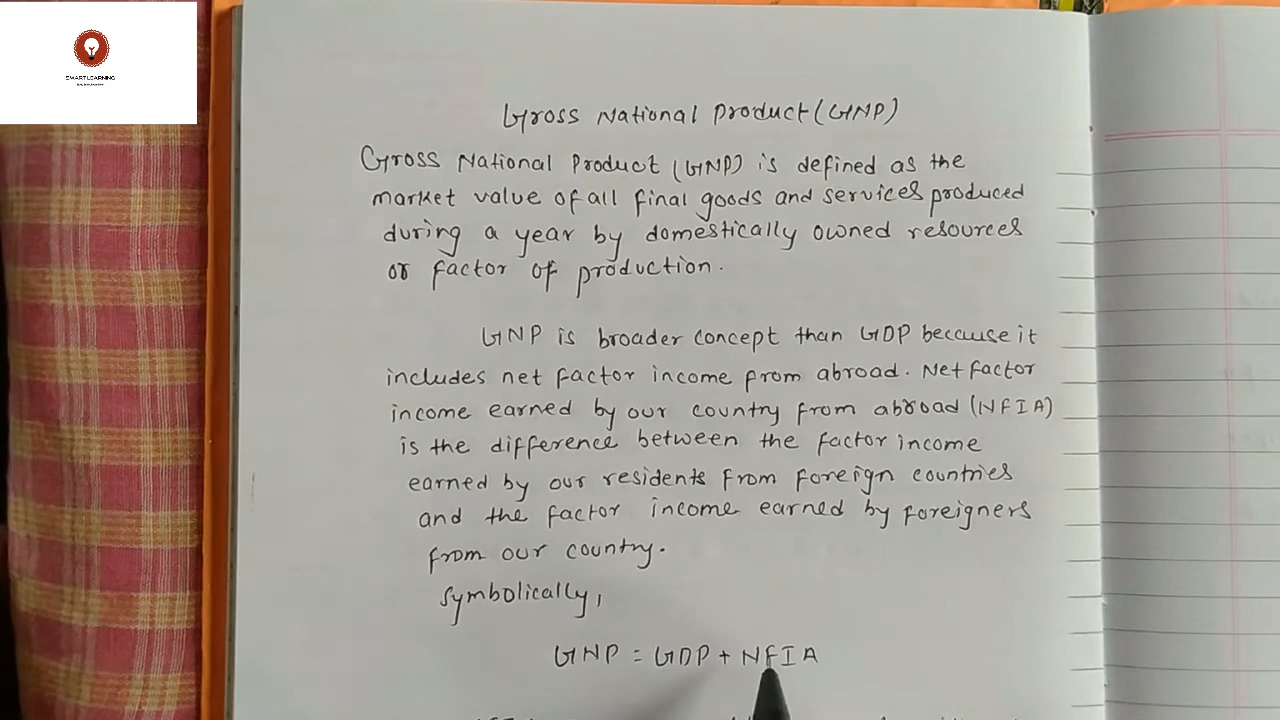 SMART LEARNING
Gross National Product (GNP)
Gross National Product (GNP) is defined as the
market value of all final goods and services produced
during a year by domestically owned resources
or factor of production.
GNP is broader concept than GDP because it
includes net factor income from abroad. Net factor
income earned by our country from abroad (NFIA)
is the difference between the factor income
earned by our residents from foreign countries
and the factor income earned by foreigners
from our country.
Symbolically,
GNP = GDP + NFIA